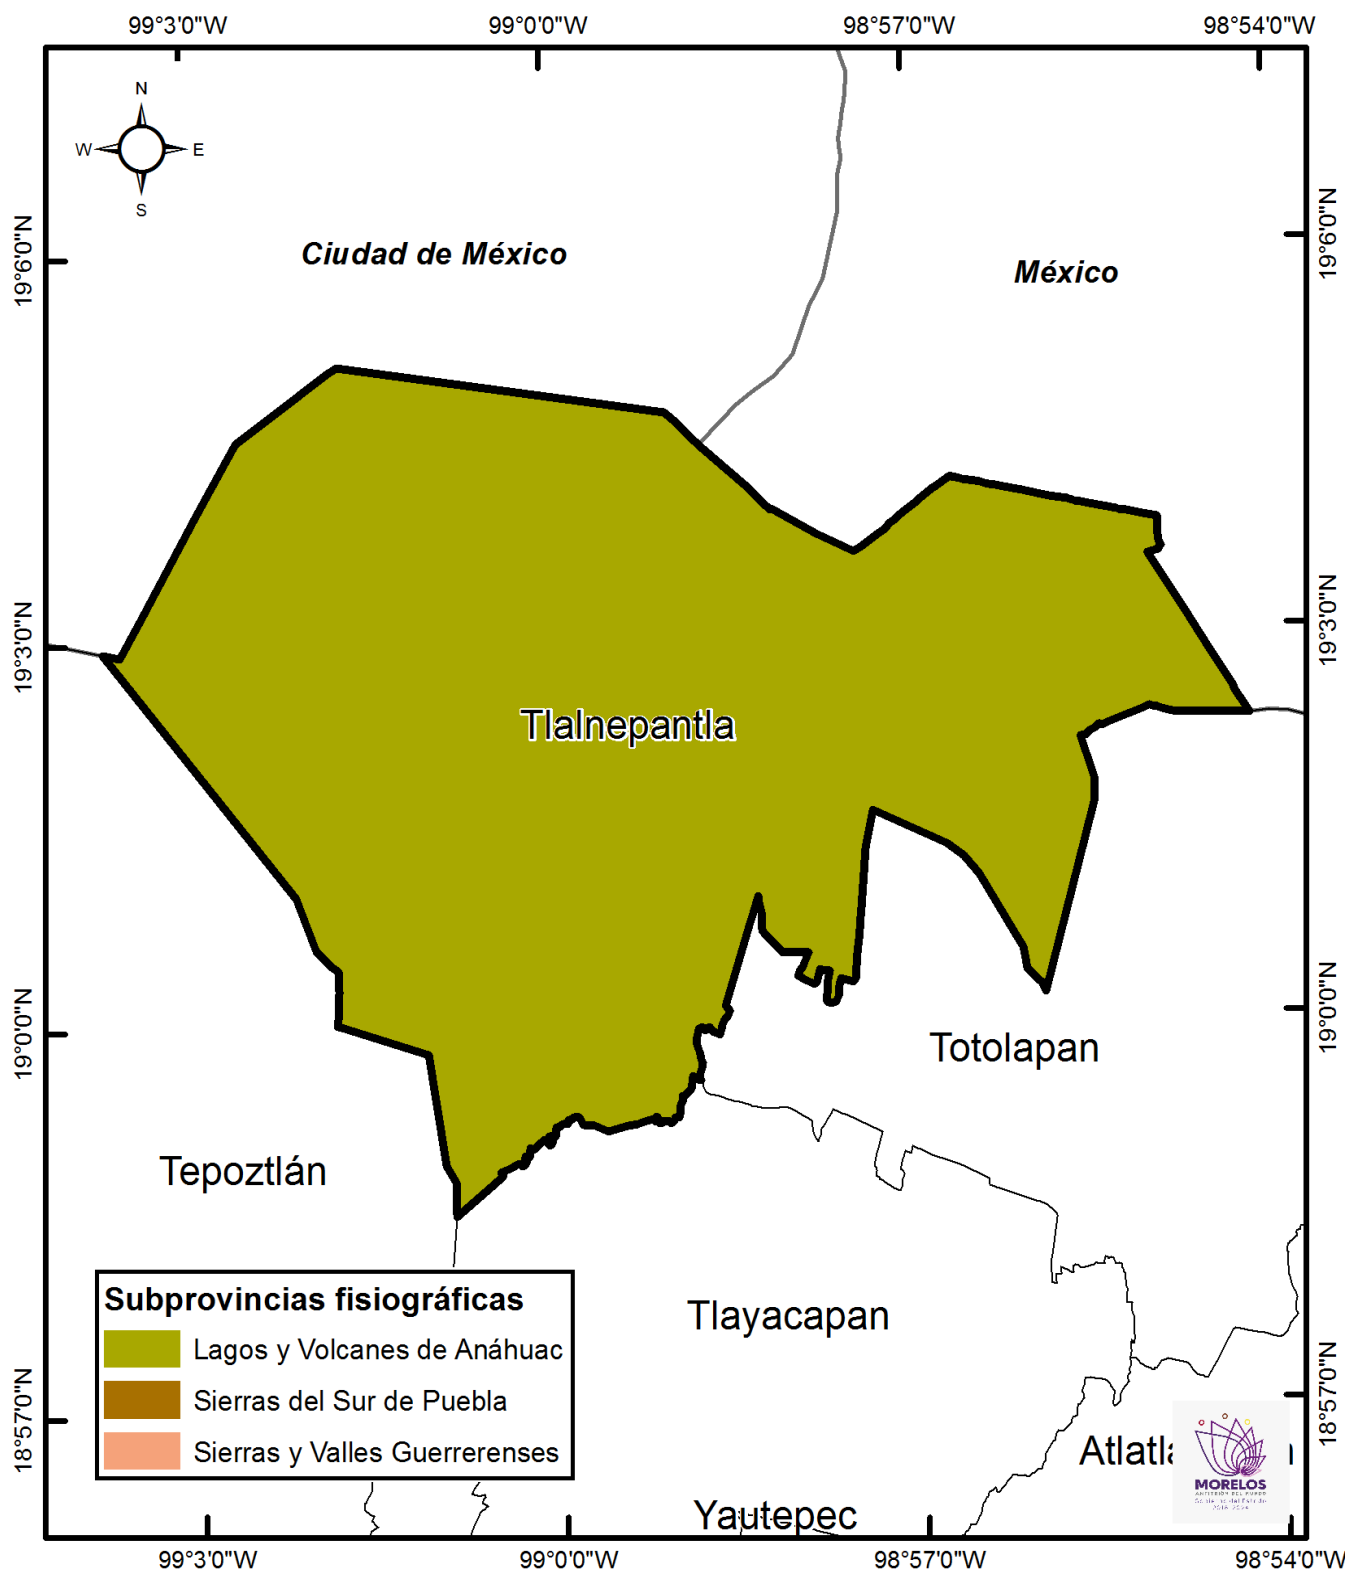 99°3'0"W 99°0'0"W 98°57'0"W 98°54'0"W
N
W E
S
19°6'0"N 19°6'0"N
Ciudad de México
México
19°3'0"N 19°3'0"N
Tlalnepantla
19°0'0"N 19°0'0"N
Totolapan
Tepoztlán
Subprovincias fisiográficas
Lagos y Volcanes de Anáhuac
Sierras del Sur de Puebla
Sierras y Valles Guerrerenses
Tlayacapan
18°57'0"N 18°57'0"N
Atlatla
MORELOS
2018-2024
Yautepec
99°3'0"W 99°0'0"W 98°57'0"W 98°54'0"W